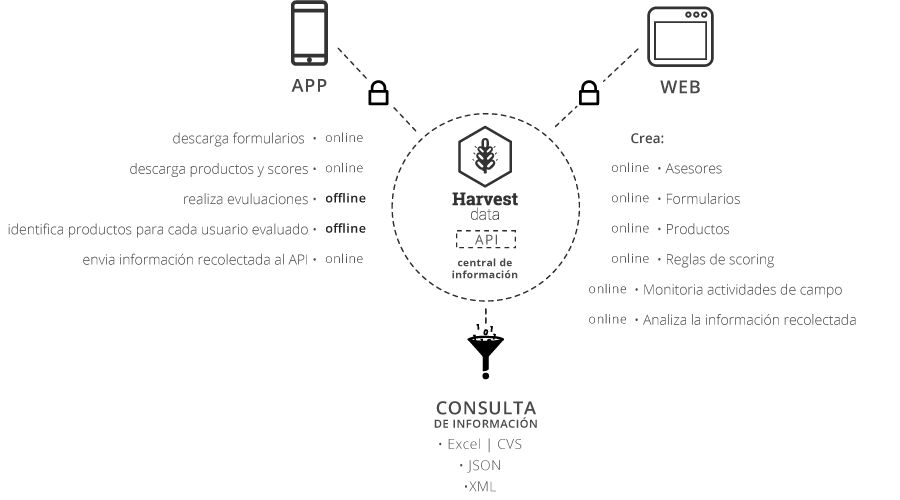 APP
descarga formularios • online
descarga productos y scores • online
realiza evuluaciones • offline
identifica productos para cada usuario evaluado • offline
envia información recolectada al API • online
Harvest
data
API
central de
información
WEB
Crea:
online • Asesores
online • Formularios
online • Productos
online • Reglas de scoring
online • Monitoria actividades de campo
online • Analiza la información recolectada
CONSULTA
DE INFORMACIÓN
• Excel | CVS
• JSON
•XML